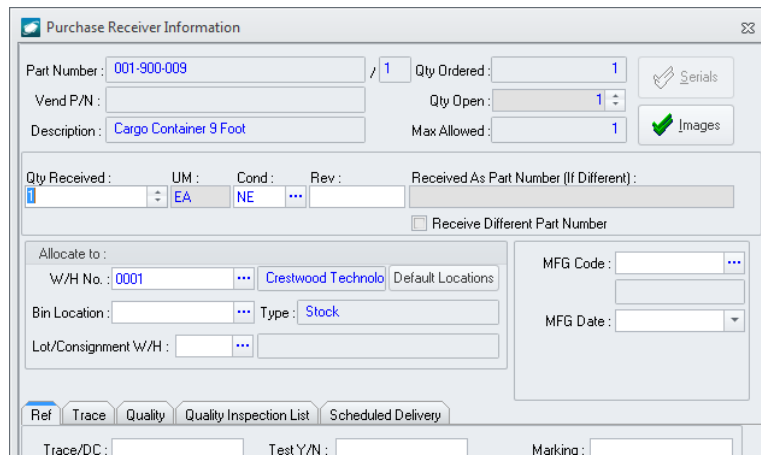 Purchase Receiver Information
Part Number : 001-900-009 / 1 Qty Ordered : 1 Serials
Vend P/N : Qty Open : 1
Description : Cargo Container 9 Foot Max Allowed : 1 Images
Qty Received : UM : Cond : Rev : Received As Part Number (If Different) :
1 EA NE ...
Receive Different Part Number
Allocate to :
W/H No. : 0001 ... Crestwood Technolo Default Locations MFG Code : ...
Bin Location : ... Type : Stock MFG Date :
Lot/Consignment W/H : ...
Ref Trace Quality Quality Inspection List Scheduled Delivery
Trace/DC : Test Y/N : Marking :